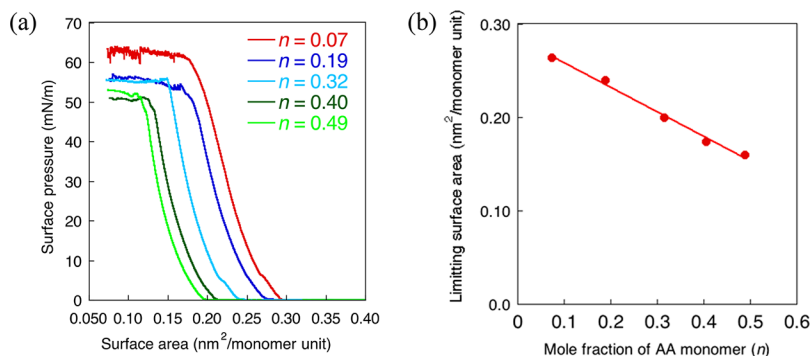 (a)
Surface pressure (mN/m)
70
60
50
40
30
20
10
0
n = 0.07
n = 0.19
n = 0.32
n = 0.40
n = 0.49
0.050 0.10 0.15 0.20 0.25 0.30 0.35 0.40
Surface area (nm²/monomer unit)
(b)
Limitting surface area (nm²/monomer unit)
0.30
0.20
0.10
0.00
0 0.1 0.2 0.3 0.4 0.5 0.6
Mole fraction of AA monomer (n)